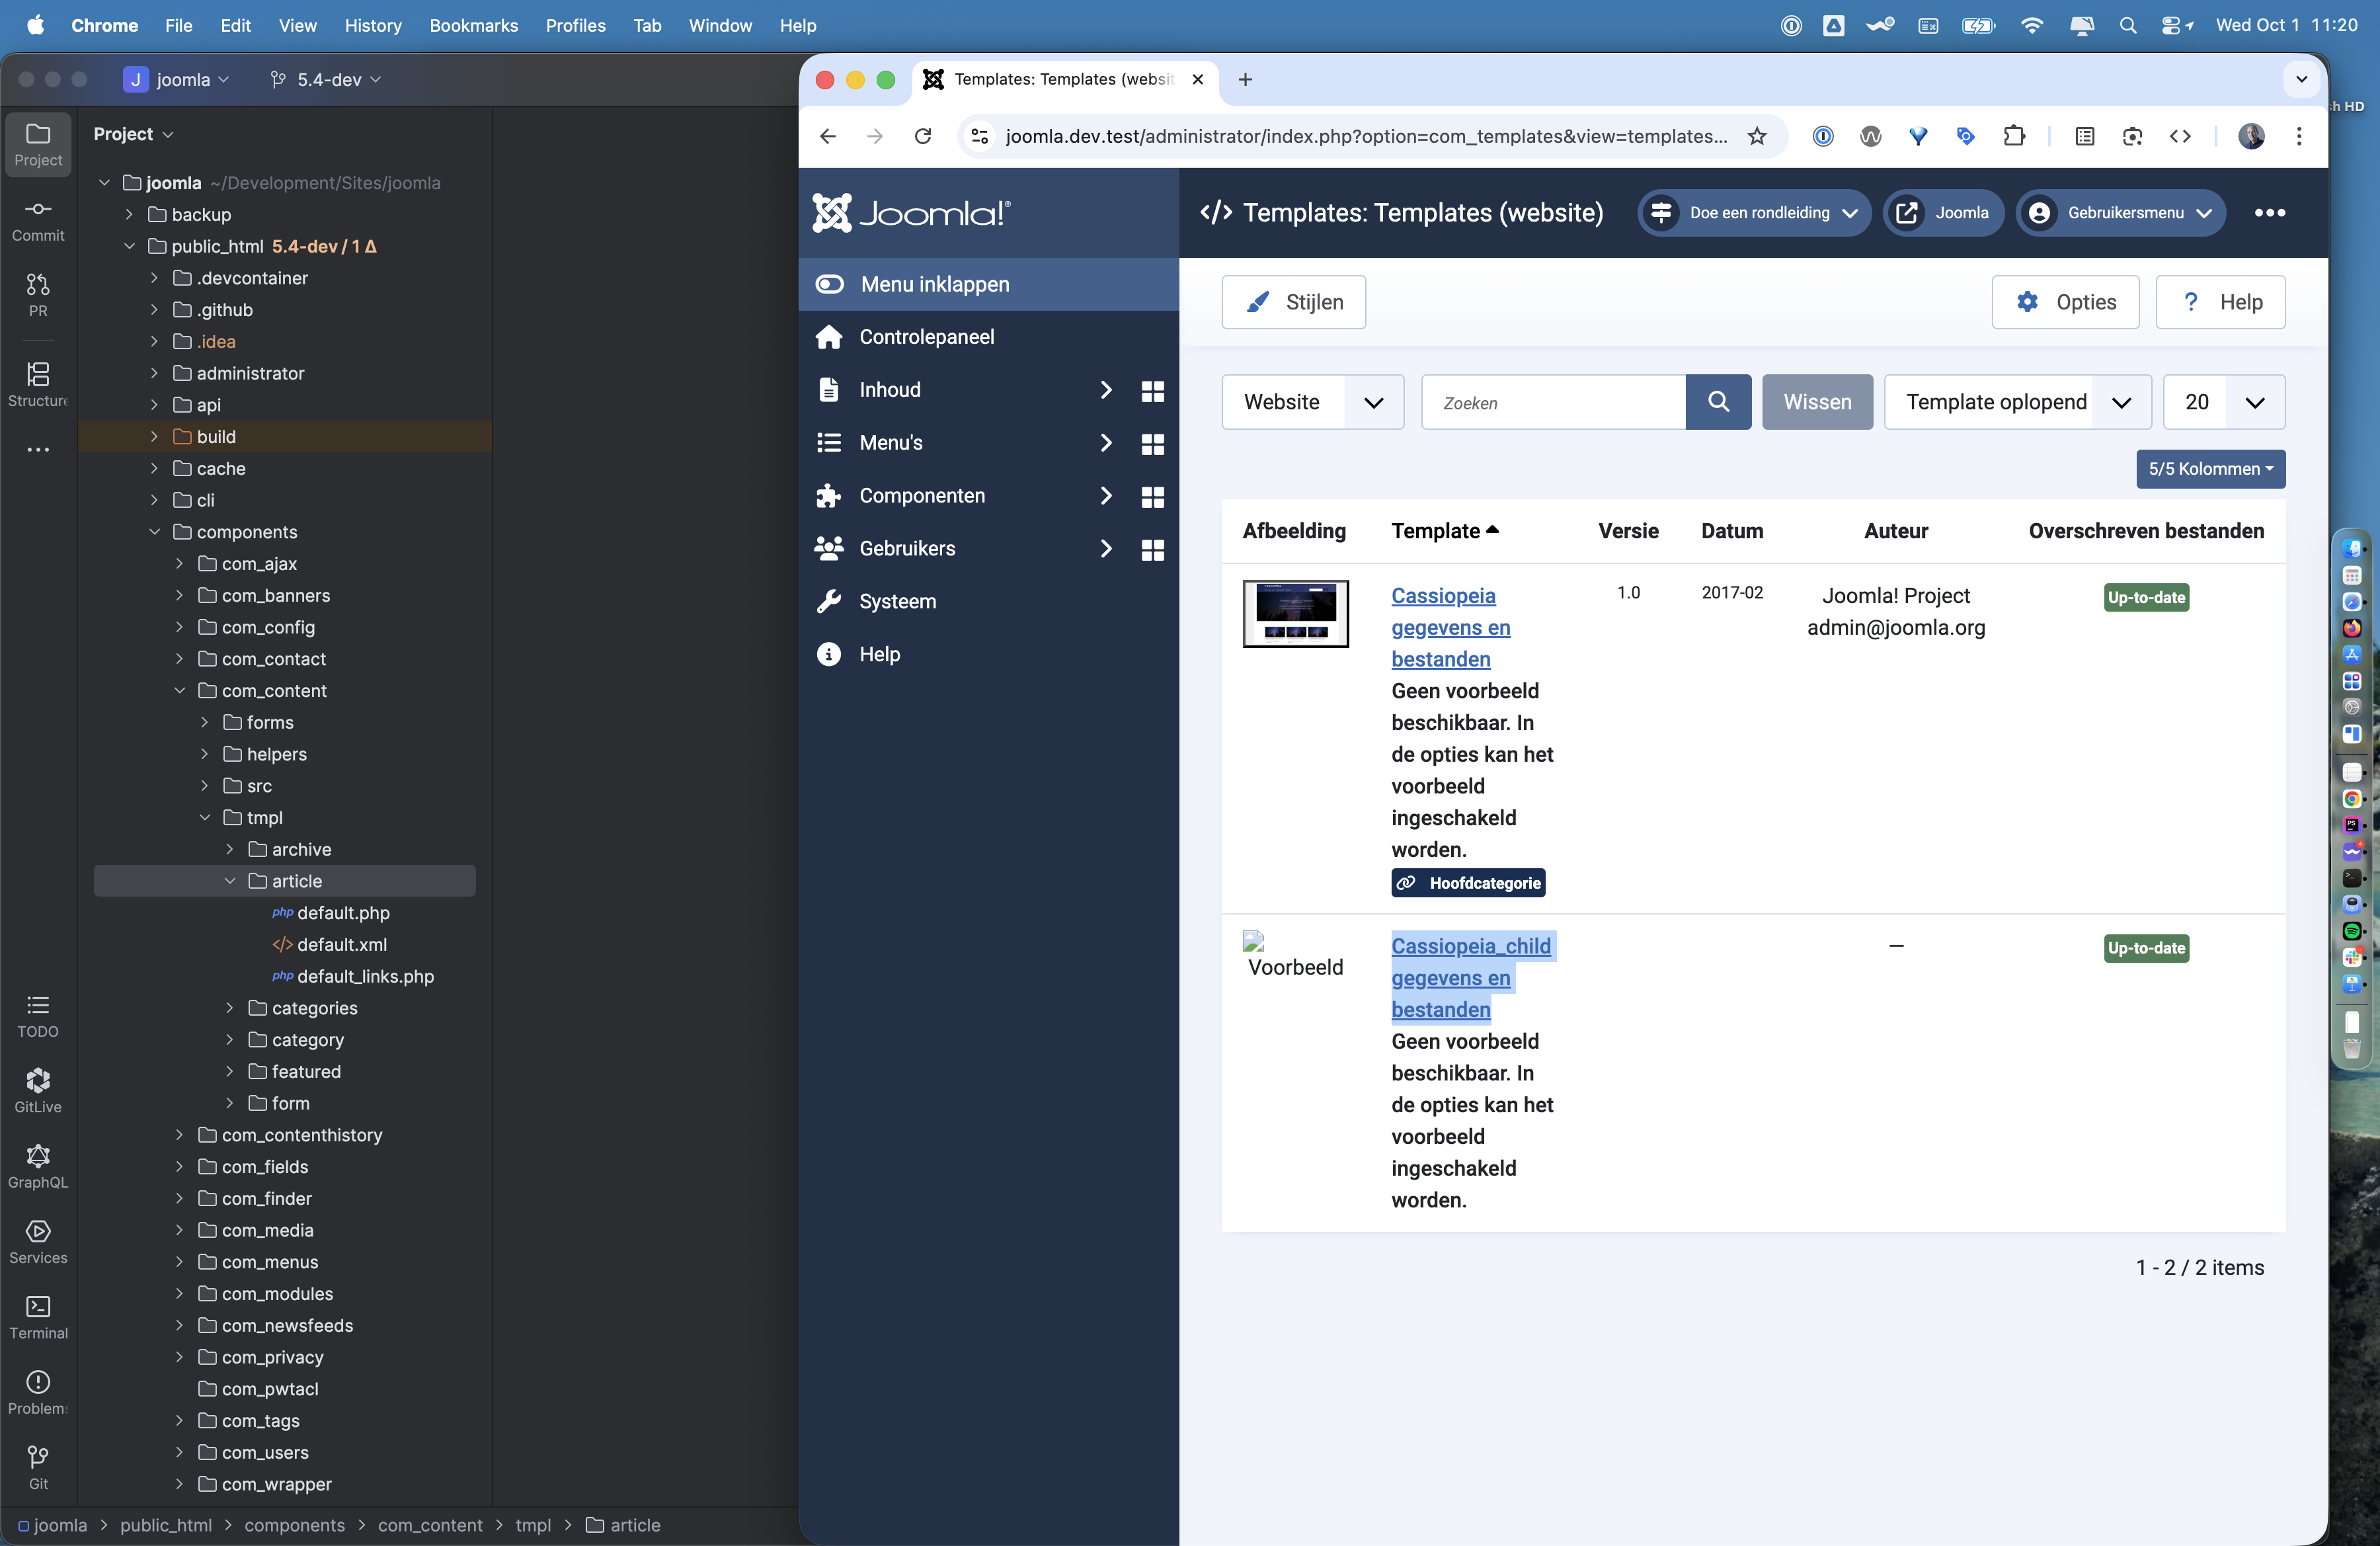 Chrome File Edit View History Bookmarks Profiles Tab Window Help
Wed Oct 1 11:20
J joomla 5.4-dev
Project
Commit
PR
Structure
TODO
GitLive
GraphQL
Services
Terminal
Problem
Git
Project
joomla ~/Development/Sites/joomla
backup
public_html 5.4-dev / 1 Δ
.devcontainer
.github
.idea
administrator
api
build
cache
cli
components
com_ajax
com_banners
com_config
com_contact
com_content
forms
helpers
src
tmpl
archive
article
php default.php
</> default.xml
php default_links.php
categories
category
featured
form
com_contenthistory
com_fields
com_finder
com_media
com_menus
com_modules
com_newsfeeds
com_privacy
com_pwtacl
com_tags
com_users
com_wrapper
joomla > public_html > components > com_content > tmpl > article
Templates: Templates (websit
joomla.dev.test/administrator/index.php?option=com_templates&view=templates...
Joomla!®
</> Templates: Templates (website)
Doe een rondleiding
Joomla
Gebruikersmenu
Menu inklappen
Controlepaneel
Inhoud
Menu's
Componenten
Gebruikers
Systeem
Help
Stijlen
Opties
? Help
Website
Zoeken
Wissen
Template oplopend
20
5/5 Kolommen
Afbeelding Template Versie Datum Auteur Overschreven bestanden
Cassiopeia
gegevens en
bestanden
Geen voorbeeld
beschikbaar. In
de opties kan het
voorbeeld
ingeschakeld
worden.
Hoofdcategorie
1.0
2017-02
Joomla! Project
admin@joomla.org
Up-to-date
Voorbeeld
Cassiopeia_child
gegevens en
bestanden
Geen voorbeeld
beschikbaar. In
de opties kan het
voorbeeld
ingeschakeld
worden.
—
Up-to-date
1 - 2 / 2 items
sh HD